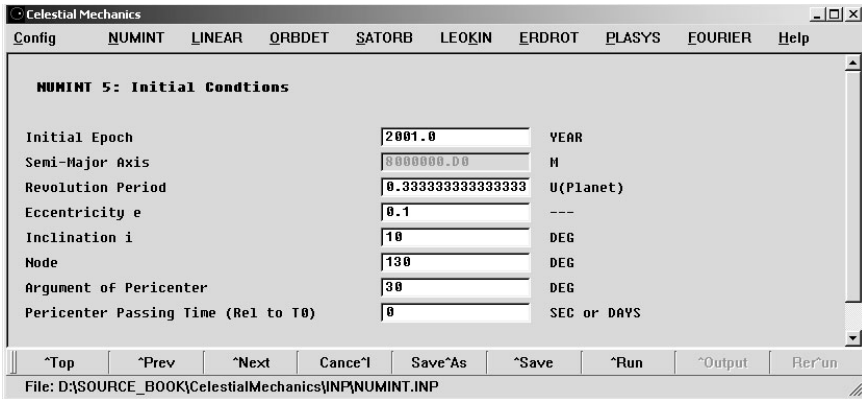 Celestial Mechanics
Config NUMINT LINEAR ORBDET SATORB LEOKIN ERDROT PLASYS FOURIER Help
NUMINT 5: Initial Condtions
Initial Epoch 2001.0 YEAR
Semi-Major Axis 8000000.D0 M
Revolution Period 0.333333333333333 U(Planet)
Eccentricity e 0.1 ---
Inclination i 10 DEG
Node 130 DEG
Argument of Pericenter 30 DEG
Pericenter Passing Time (Rel to T0) 0 SEC or DAYS
^Top ^Prev ^Next Cance^l Save^As ^Save ^Run ^Output Rer^un
File: D:\SOURCE_BOOK\CelestialMechanics\INP\NUMINT.INP